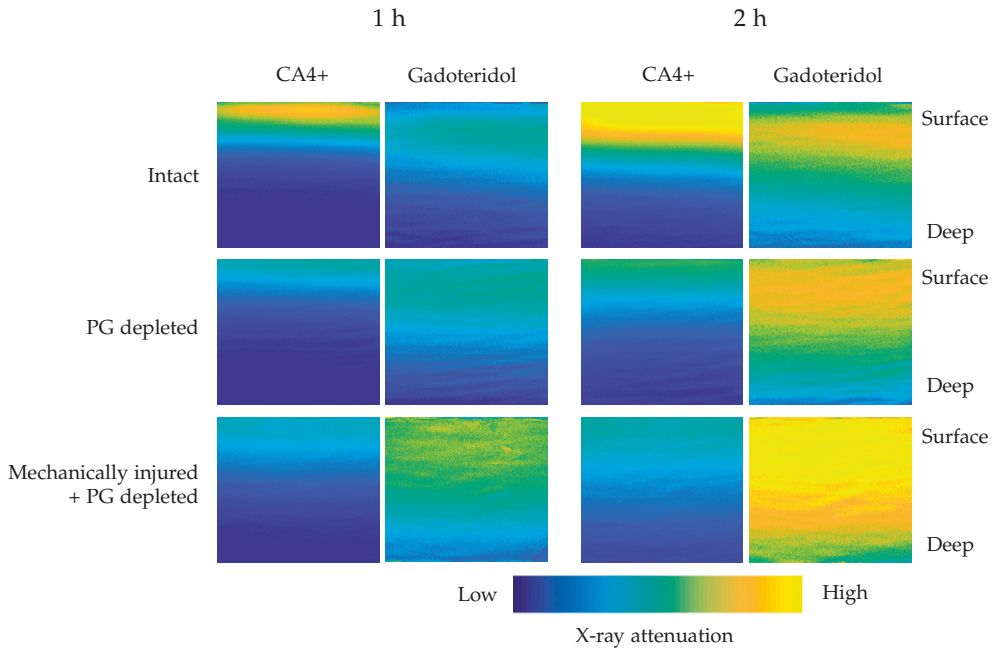 1 h
2 h
CA4+
Gadoteridol
CA4+
Gadoteridol
Intact
Surface
Deep
PG depleted
Surface
Deep
Mechanically injured
+ PG depleted
Surface
Deep
Low
High
X-ray attenuation